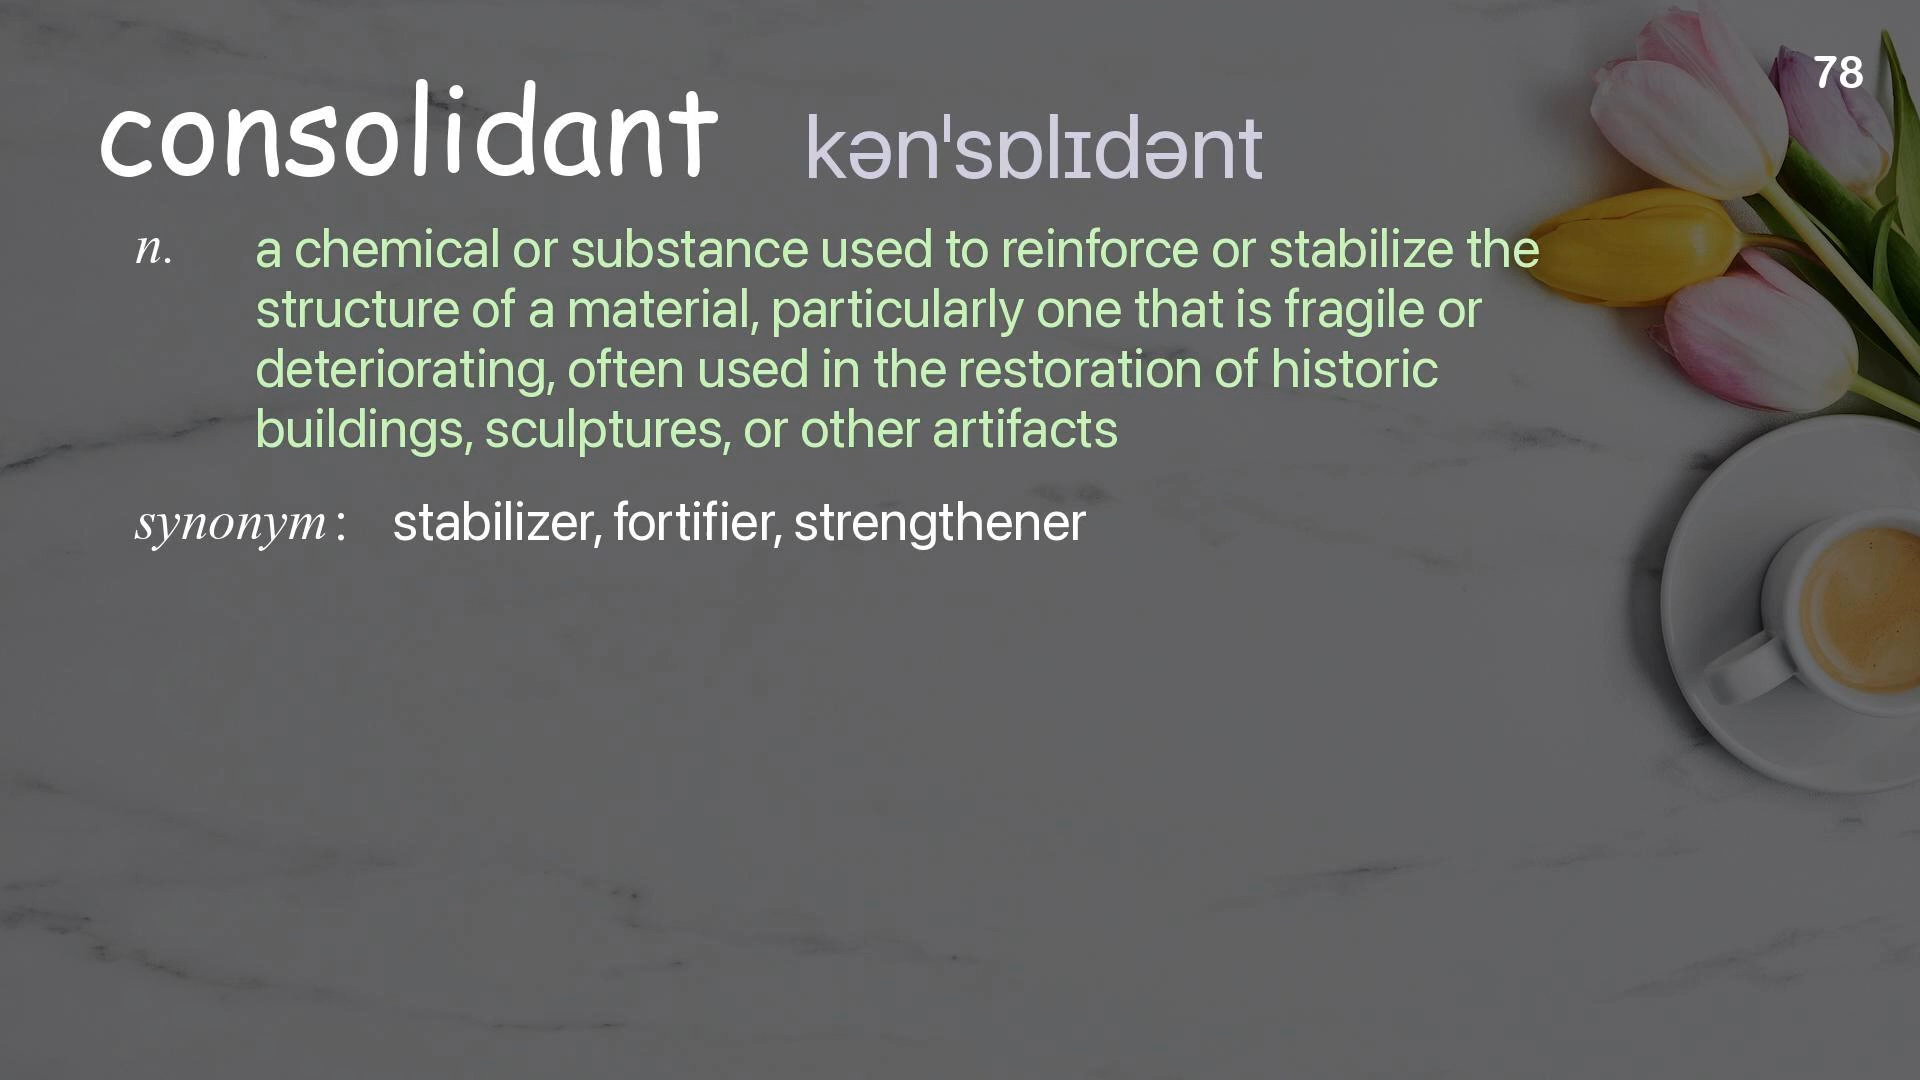 78
consolidant kən'sɒlɪdənt
n. a chemical or substance used to reinforce or stabilize the
structure of a material, particularly one that is fragile or
deteriorating, often used in the restoration of historic
buildings, sculptures, or other artifacts
synonym: stabilizer, fortifier, strengthener